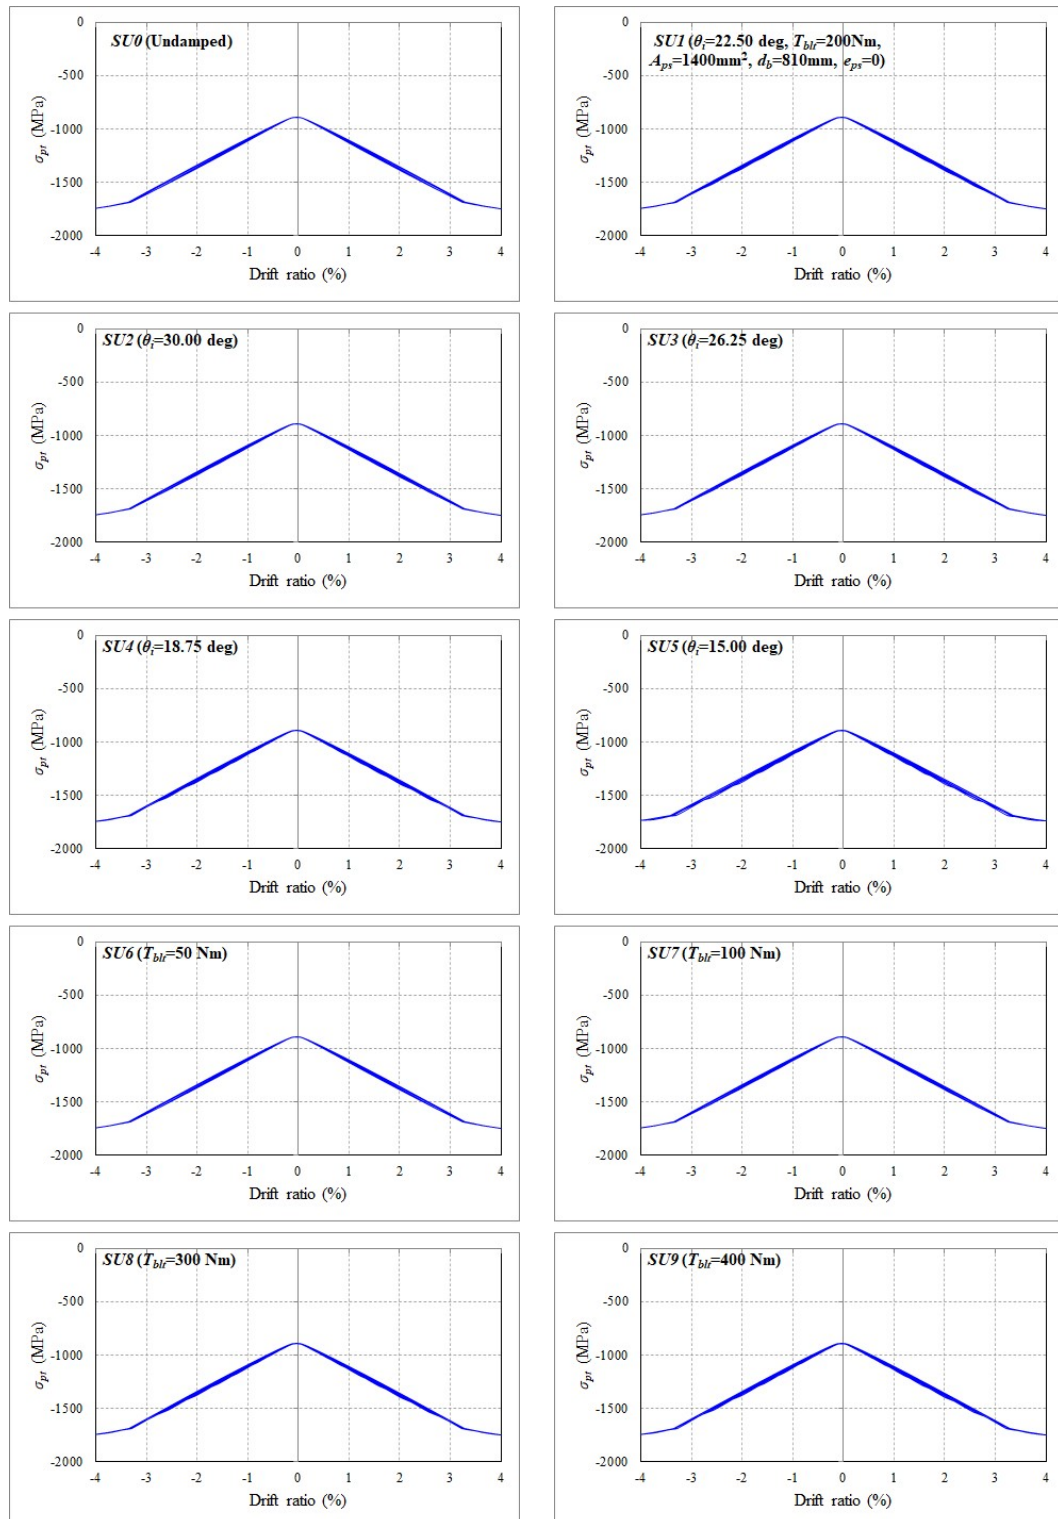 SU0 (Undamped)
0
-500
-1000
-1500
-2000
σpt (MPa)
-4 -3 -2 -1 0 1 2 3 4
Drift ratio (%)
SU1 (θi=22.50 deg, Tblt=200Nm,
Aps=1400mm², db=810mm, eps=0)
0
-500
-1000
-1500
-2000
σpt (MPa)
-4 -3 -2 -1 0 1 2 3 4
Drift ratio (%)
SU2 (θi=30.00 deg)
0
-500
-1000
-1500
-2000
σpt (MPa)
-4 -3 -2 -1 0 1 2 3 4
Drift ratio (%)
SU3 (θi=26.25 deg)
0
-500
-1000
-1500
-2000
σpt (MPa)
-4 -3 -2 -1 0 1 2 3 4
Drift ratio (%)
SU4 (θi=18.75 deg)
0
-500
-1000
-1500
-2000
σpt (MPa)
-4 -3 -2 -1 0 1 2 3 4
Drift ratio (%)
SU5 (θi=15.00 deg)
0
-500
-1000
-1500
-2000
σpt (MPa)
-4 -3 -2 -1 0 1 2 3 4
Drift ratio (%)
SU6 (Tblt=50 Nm)
0
-500
-1000
-1500
-2000
σpt (MPa)
-4 -3 -2 -1 0 1 2 3 4
Drift ratio (%)
SU7 (Tblt=100 Nm)
0
-500
-1000
-1500
-2000
σpt (MPa)
-4 -3 -2 -1 0 1 2 3 4
Drift ratio (%)
SU8 (Tblt=300 Nm)
0
-500
-1000
-1500
-2000
σpt (MPa)
-4 -3 -2 -1 0 1 2 3 4
Drift ratio (%)
SU9 (Tblt=400 Nm)
0
-500
-1000
-1500
-2000
σpt (MPa)
-4 -3 -2 -1 0 1 2 3 4
Drift ratio (%)